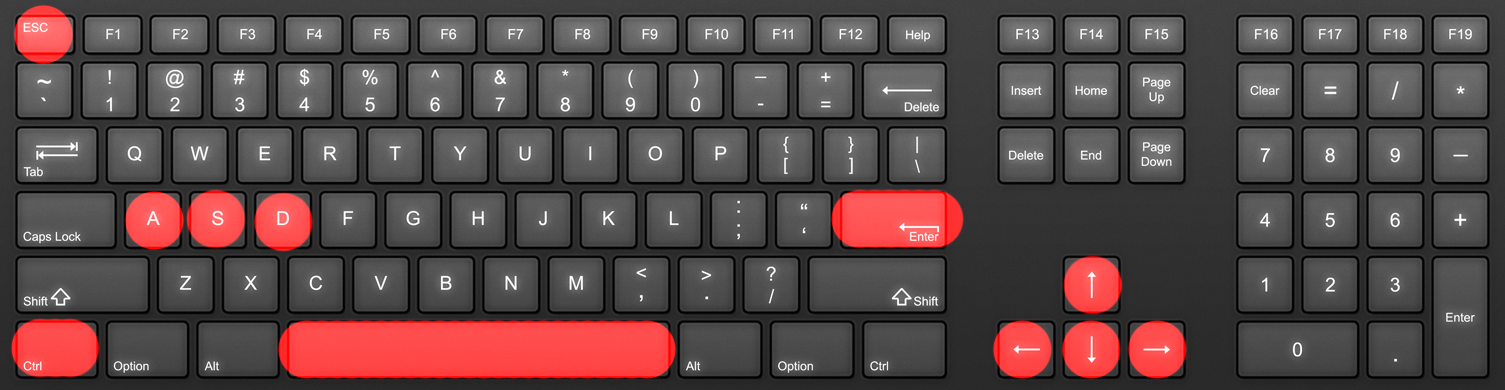 ESC F1 F2 F3 F4 F5 F6 F7 F8 F9 F10 F11 F12 Help F13 F14 F15 F16 F17 F18 F19
~ ! @ # $ % ^ & * ( ) — +
` 1 2 3 4 5 6 7 8 9 0 - = Delete Insert Home Page Up Clear = / *
Tab Q W E R T Y U I O P { [ } ] | \ Delete End Page Down 7 8 9 —
Caps Lock A S D F G H J K L : ; “ ‘ Enter 4 5 6 +
Shift Z X C V B N M < , > . ? / Shift ↑ 1 2 3 Enter
Ctrl Option Alt Alt Option Ctrl ← ↓ → 0 .